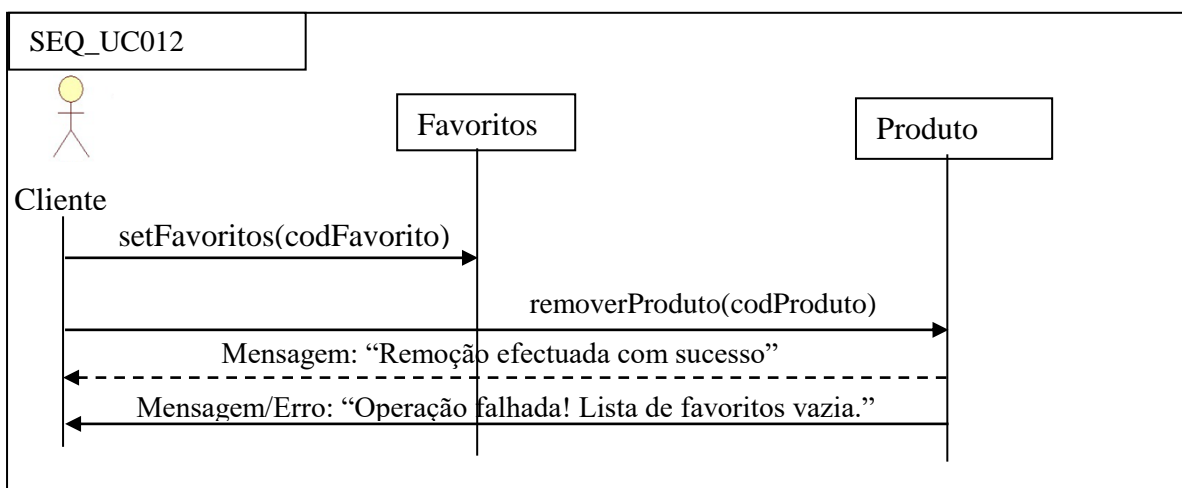 SEQ_UC012
Favoritos
Produto
Cliente
setFavoritos(codFavorito)
removerProduto(codProduto)
Mensagem: “Remoção efectuada com sucesso”
Mensagem/Erro: “Operação falhada! Lista de favoritos vazia.”